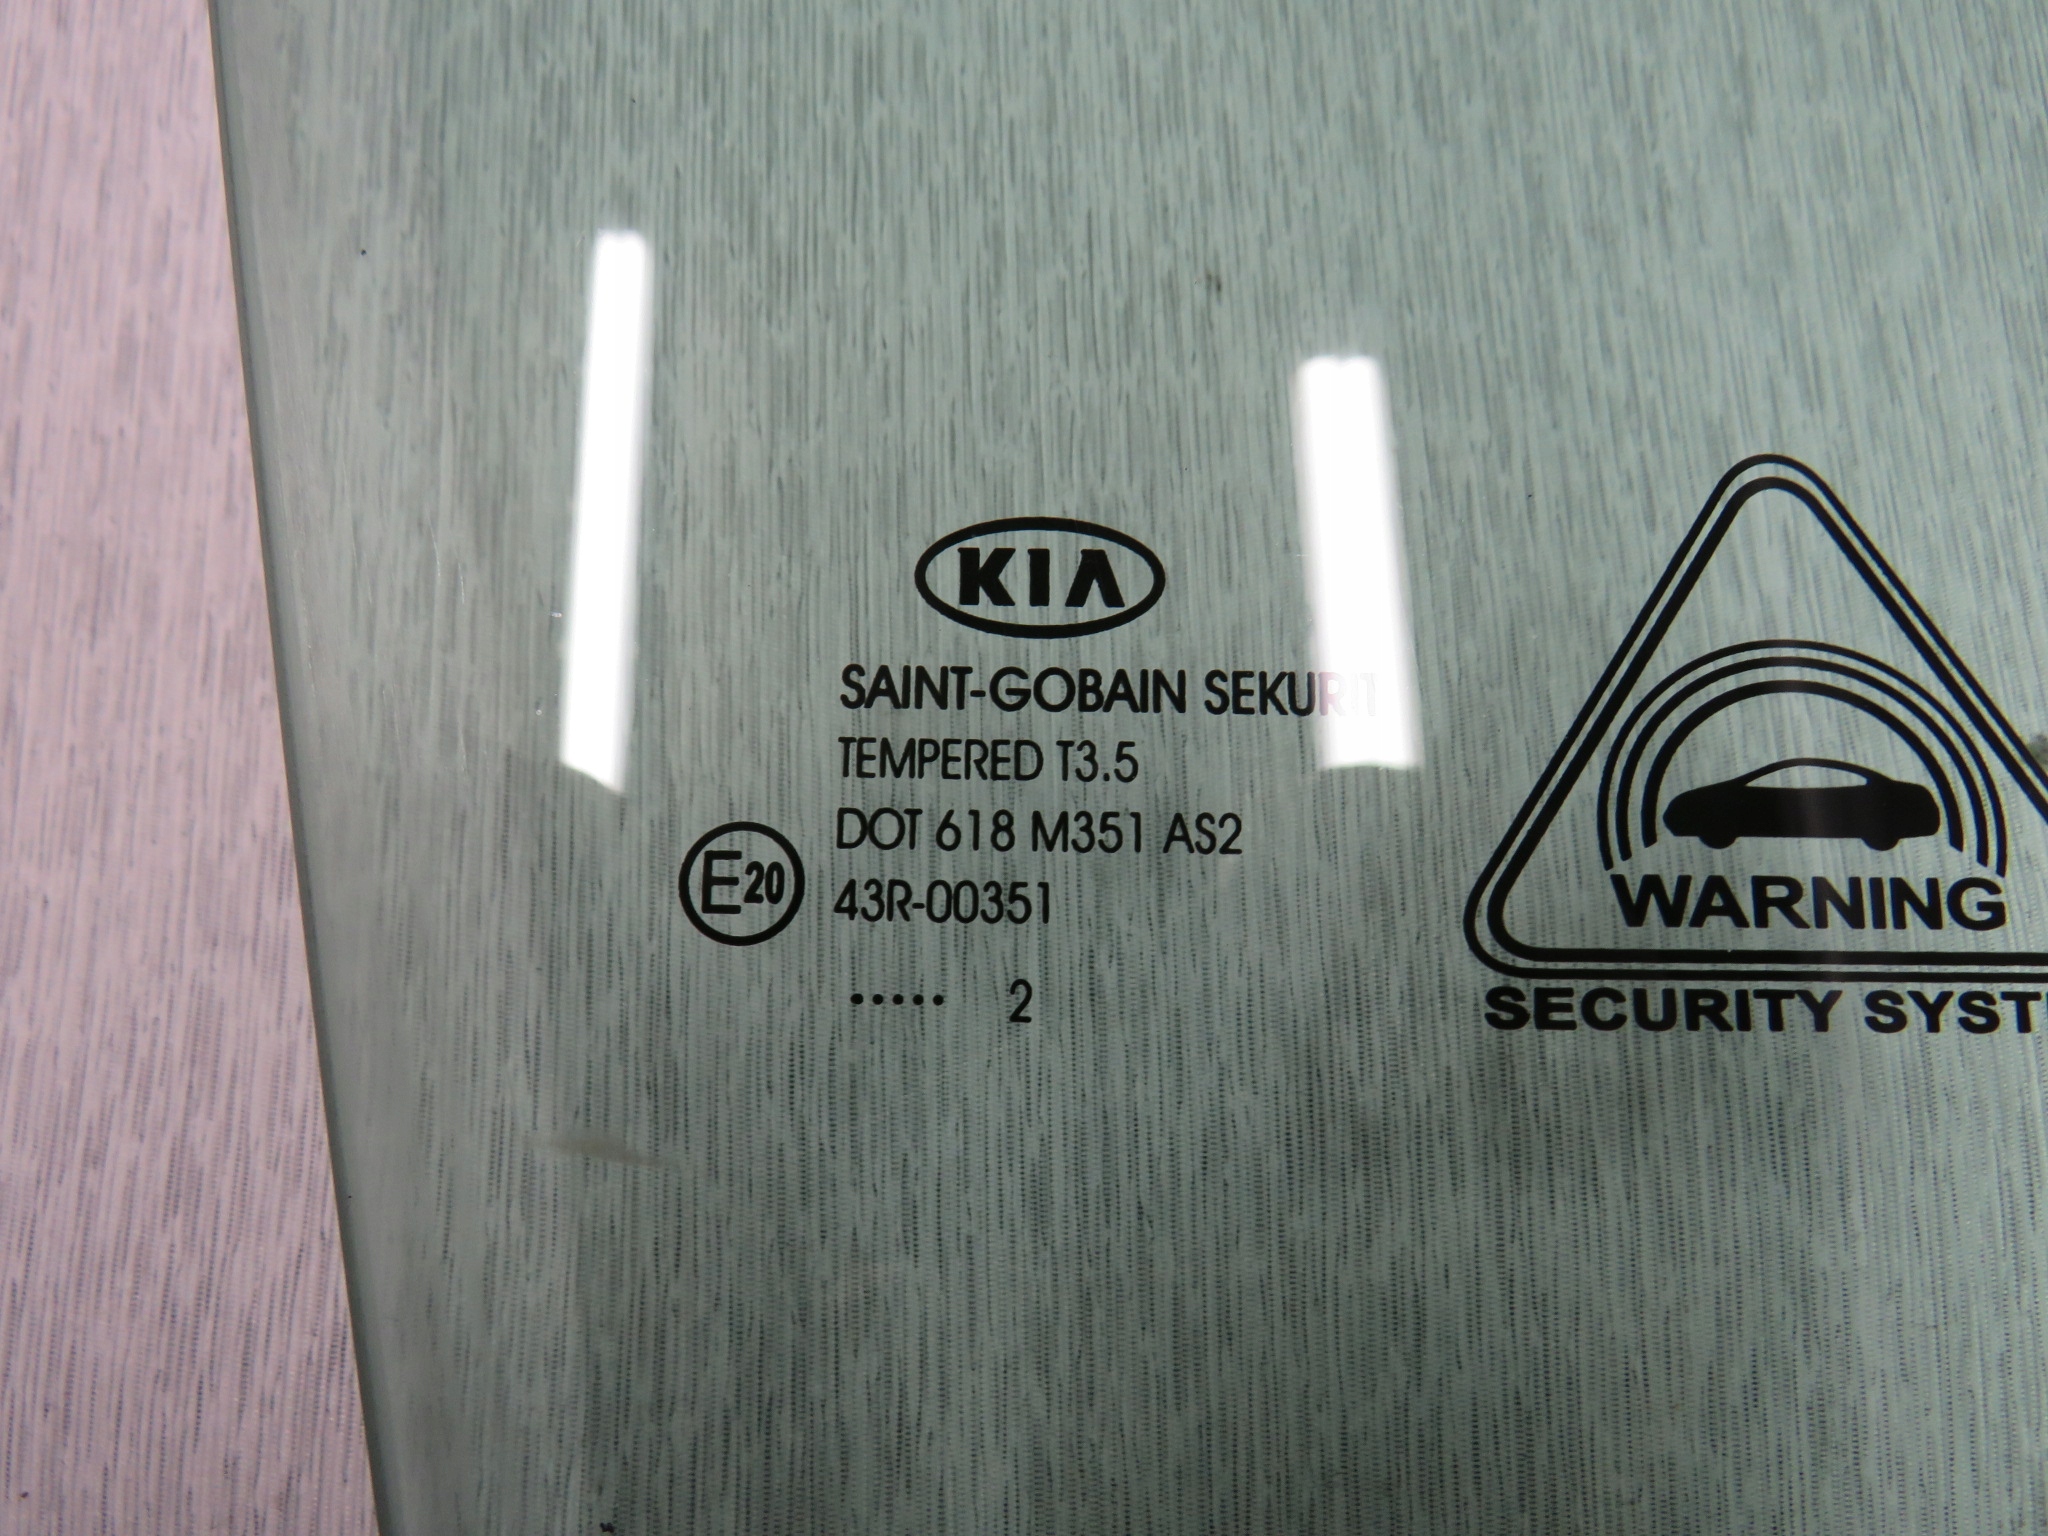 KIA
SAINT-GOBAIN SEKURIT
TEMPERED T3.5
DOT 618 M351 AS2
E20
43R-00351
..... 2
WARNING
SECURITY SYST